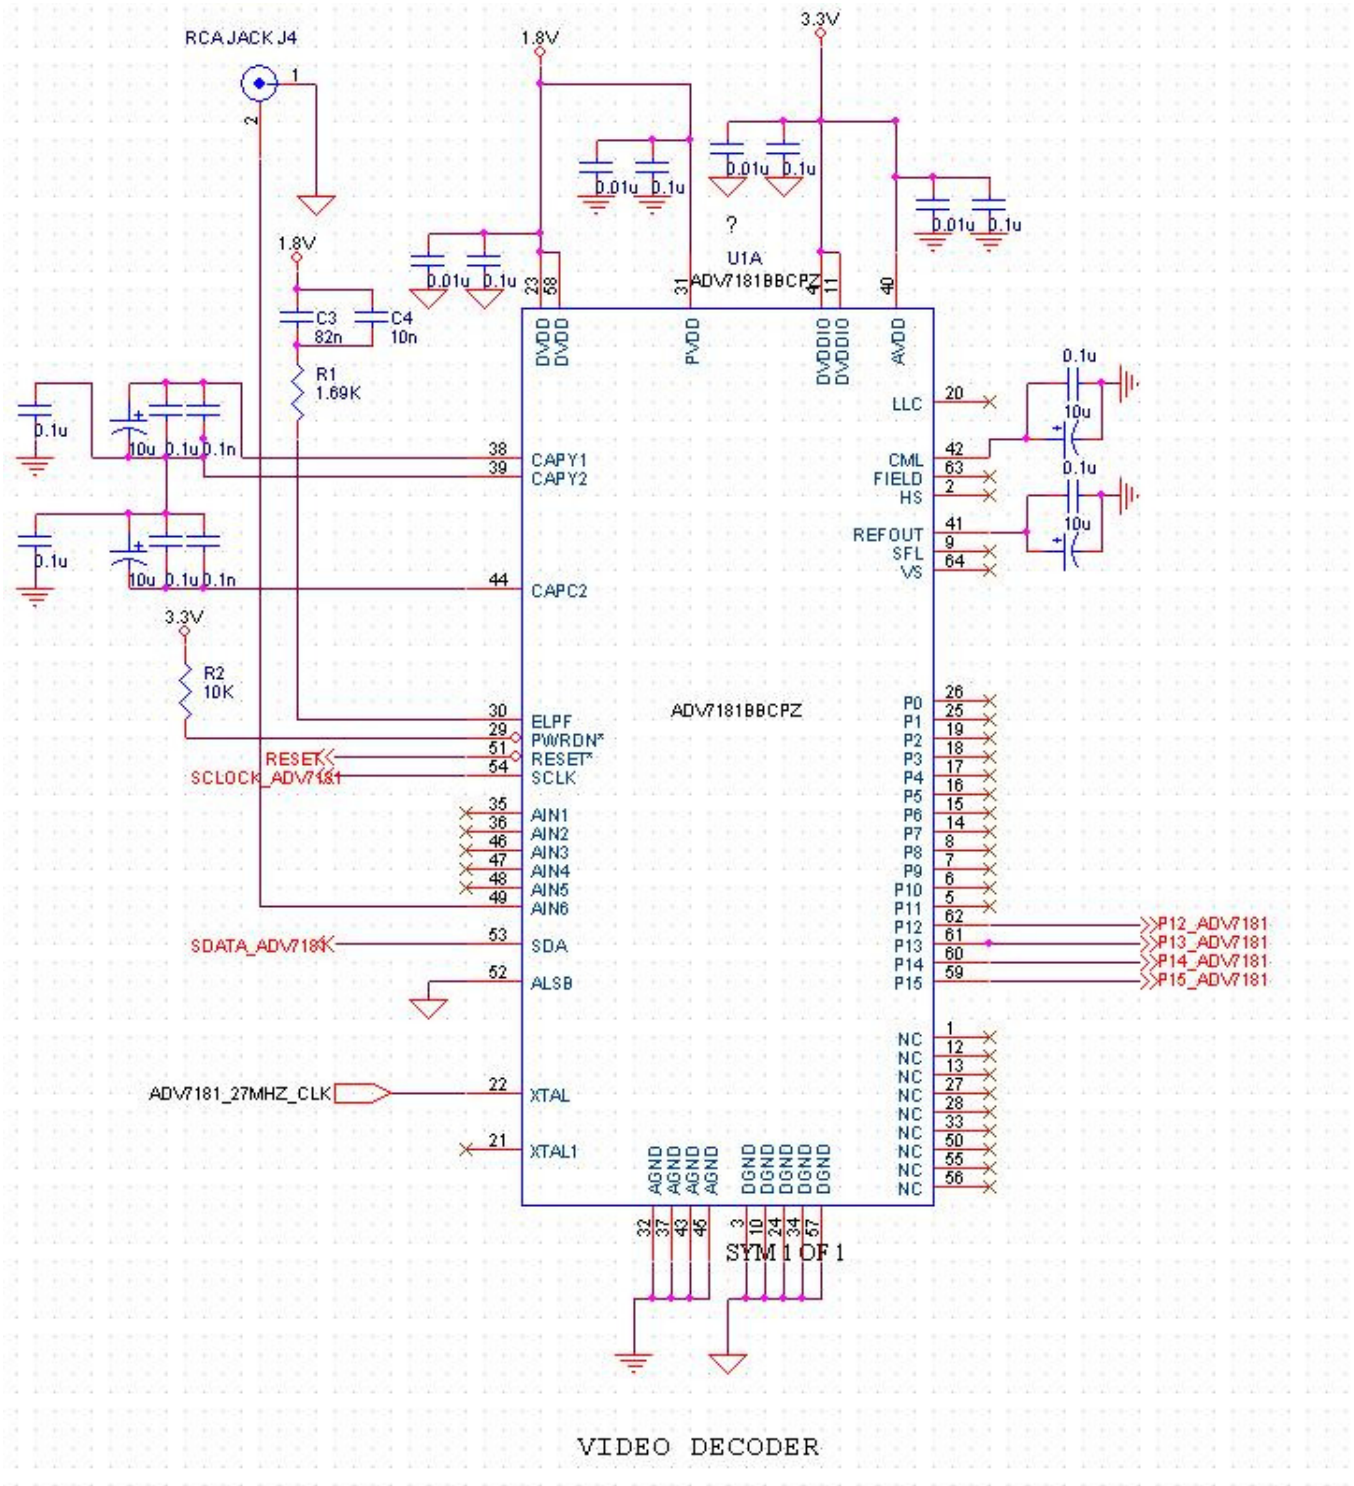 RCA JACK J4
1
2
1.8V
3.3V
0.01u 0.1u
0.01u 0.1u
0.01u 0.1u
0.01u 0.1u
?
U1A
ADV7181BBCPZ
1.8V
C3
82n
C4
10n
R1
1.69K
23 58 31 4 11 40
DVDD
DVDD
PVDD
DVDDIO
DVDDIO
AVDD
0.1u
10u 0.1u 0.1n
38 CAPY1
39 CAPY2
0.1u
10u 0.1u 0.1n
44 CAPC2
3.3V
R2
10K
30 ELPF
29 PWRDN*
RESET 51 RESET*
SCLOCK_ADV7181 54 SCLK
35 AIN1
36 AIN2
46 AIN3
47 AIN4
48 AIN5
49 AIN6
SDATA_ADV7181 53 SDA
52 ALSB
ADV7181_27MHZ_CLK 22 XTAL
21 XTAL1
ADV7181BBCPZ
LLC 20
0.1u
10u
CML 42
FIELD 63
HS 2
0.1u
10u
REFOUT 41
SFL 9
VS 64
P0 26
P1 25
P2 19
P3 18
P4 17
P5 16
P6 15
P7 14
P8 8
P9 7
P10 6
P11 5
P12 62 P12_ADV7181
P13 61 P13_ADV7181
P14 60 P14_ADV7181
P15 59 P15_ADV7181
NC 1
NC 12
NC 13
NC 27
NC 28
NC 33
NC 50
NC 55
NC 56
AGND
AGND
AGND
AGND
DGND
DGND
DGND
DGND
DGND
32 37 43 45 3 10 24 34 57
SYM 1 OF 1
VIDEO DECODER